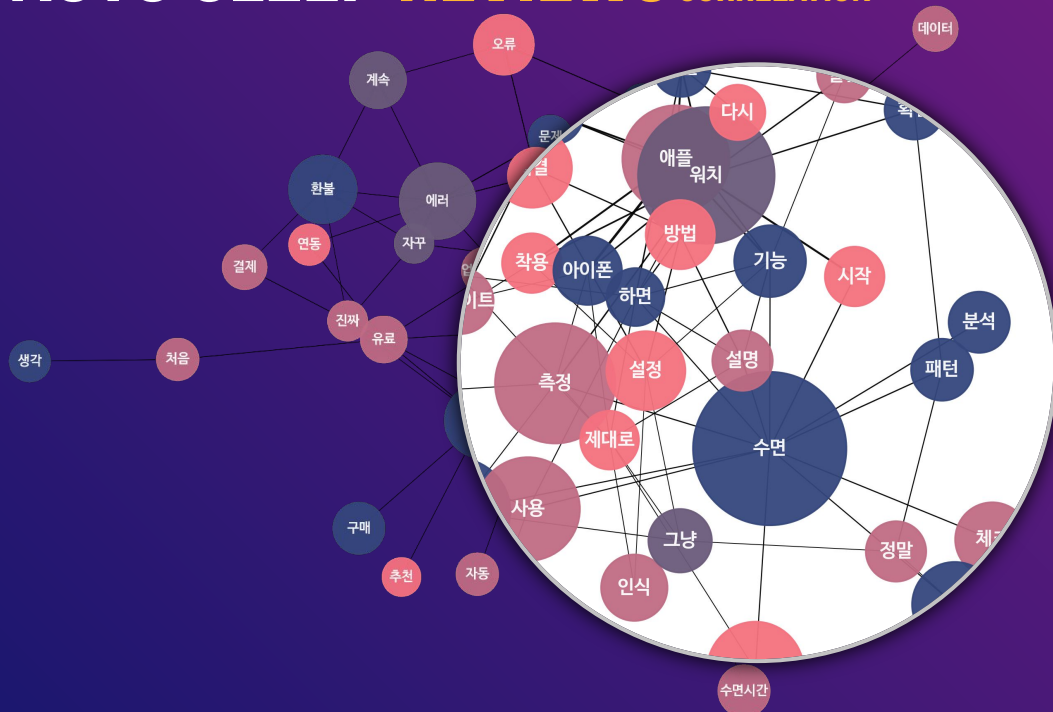 데이터
오류
계속
다시
문제
애플
워치
환불
에러
방법
자꾸
연동
착용
아이폰
기능
결제
하면
시작
분석
진짜
유료
생각
처음
설명
패턴
측정
설정
제대로
수면
사용
구매
그냥
정말
추천
자동
인식
수면시간